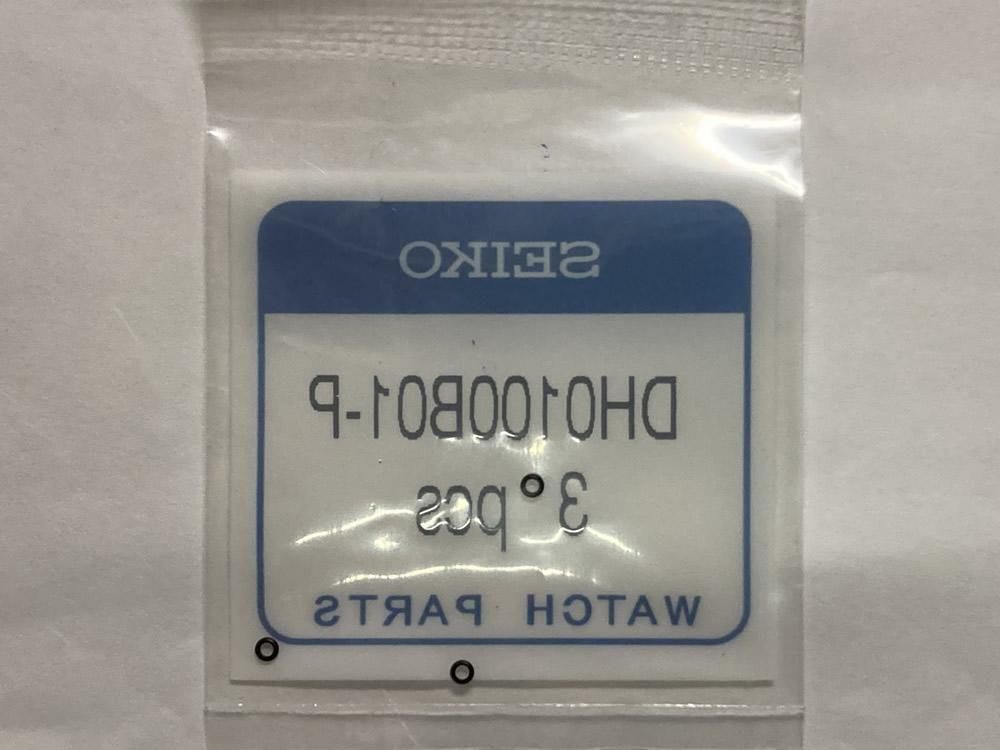 SEIKO
DH0100B01-P
3 pcs
WATCH PARTS